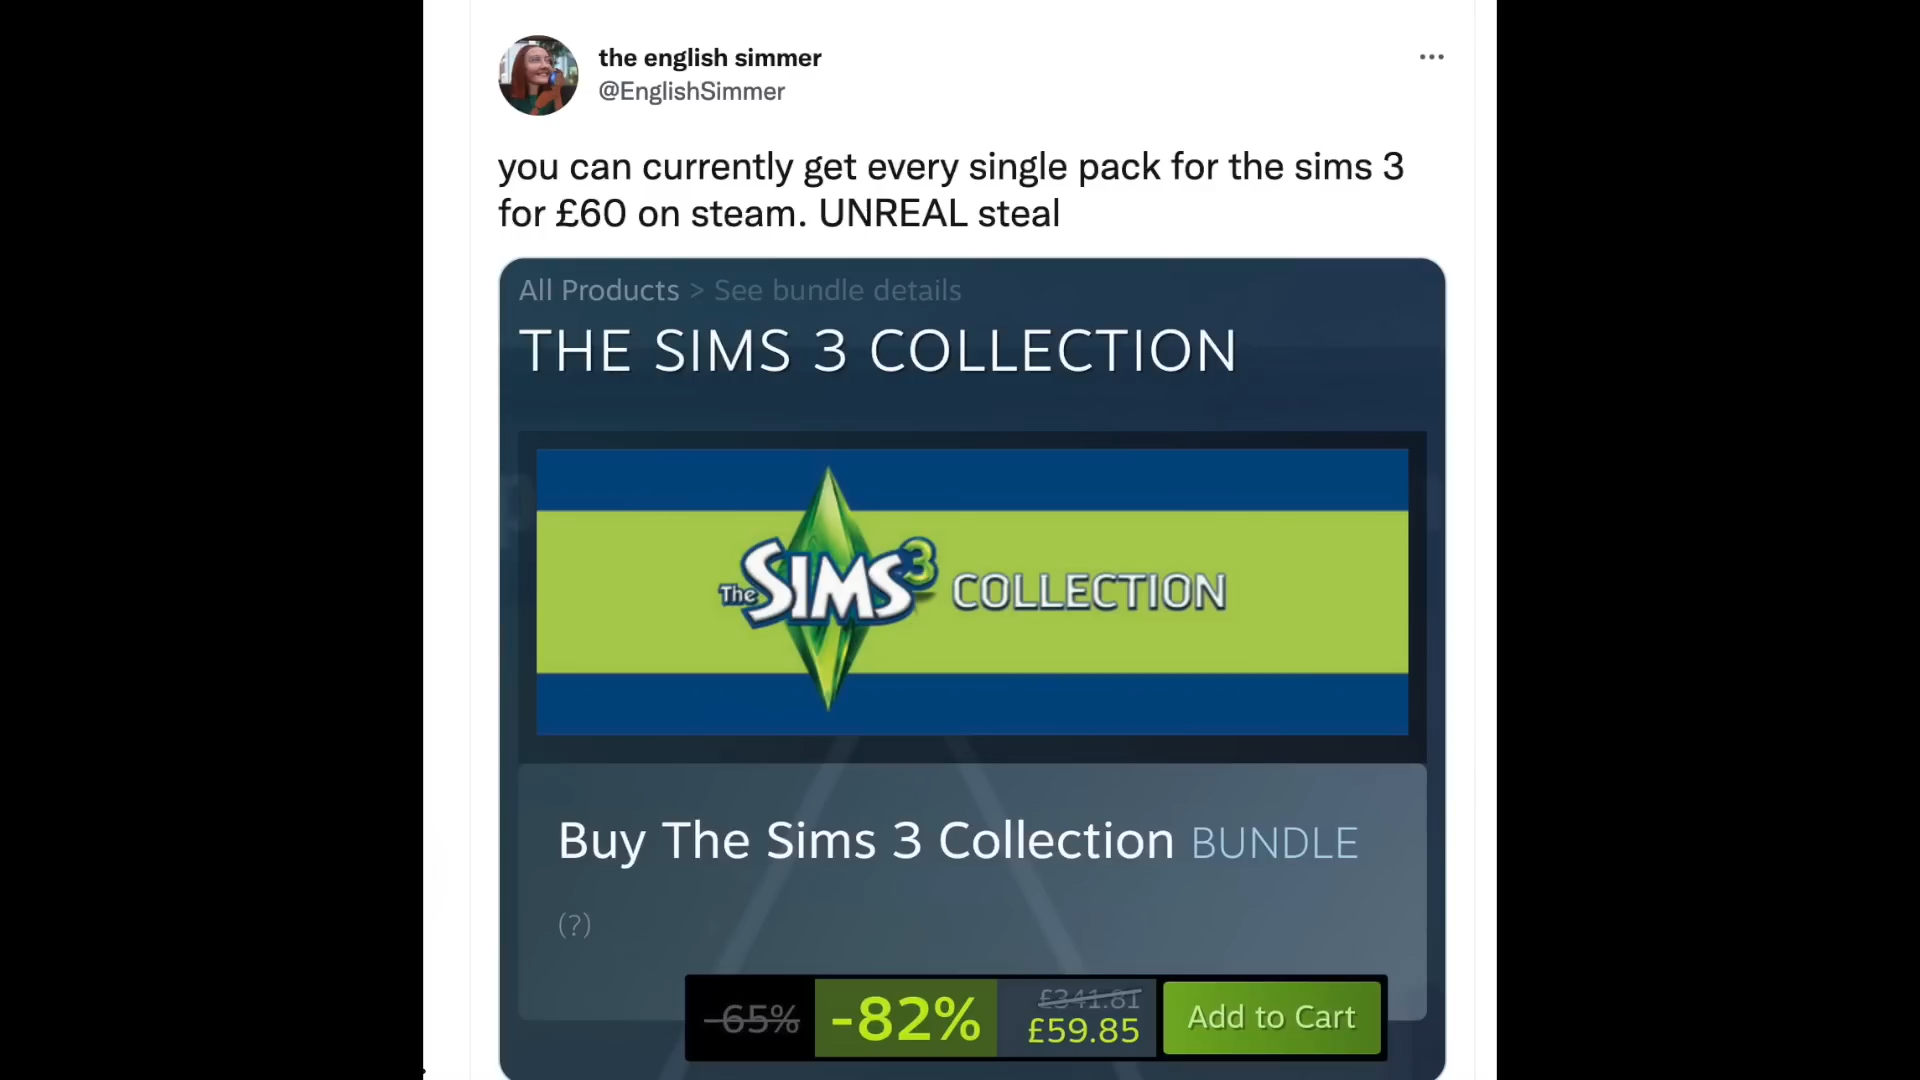 the english simmer
@EnglishSimmer
you can currently get every single pack for the sims 3
for £60 on steam. UNREAL steal
All Products > See bundle details
THE SIMS 3 COLLECTION
The SIMS 3 COLLECTION
Buy The Sims 3 Collection BUNDLE
(?)
-65% -82% £341.81
£59.85 Add to Cart